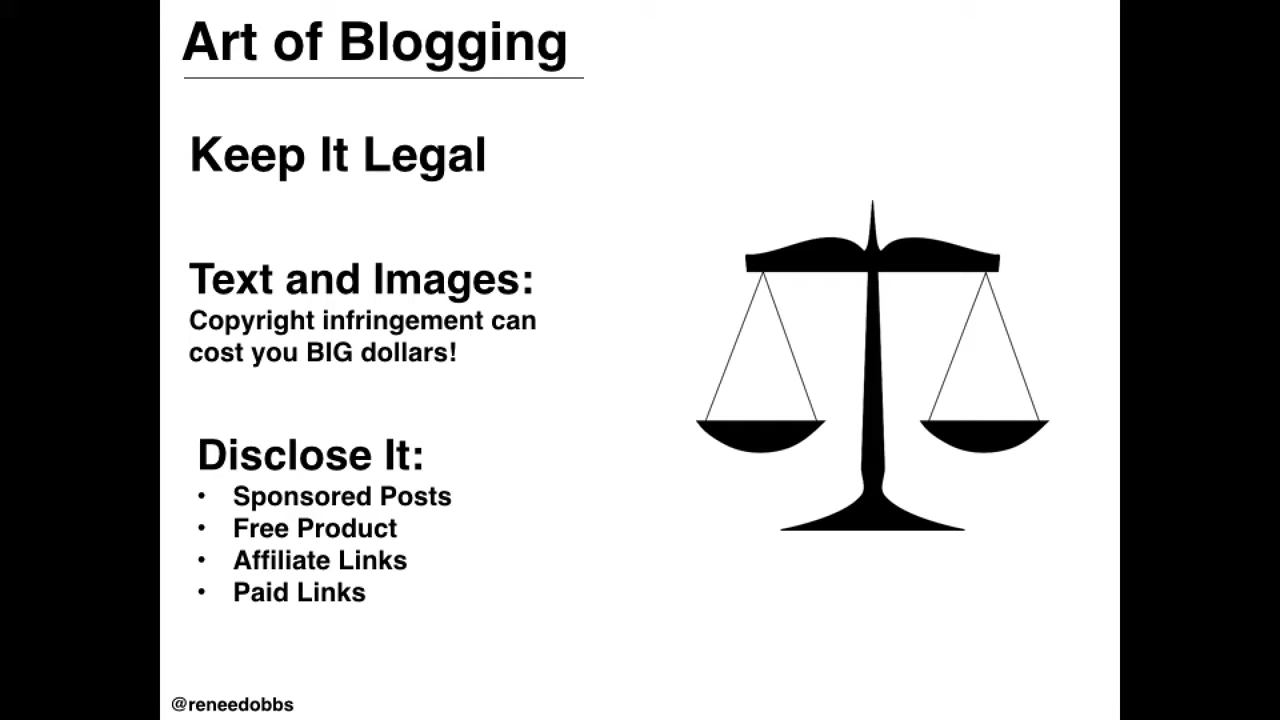 Art of Blogging
Keep It Legal
Text and Images:
Copyright infringement can
cost you BIG dollars!
Disclose It:
• Sponsored Posts
• Free Product
• Affiliate Links
• Paid Links
@reneedobbs